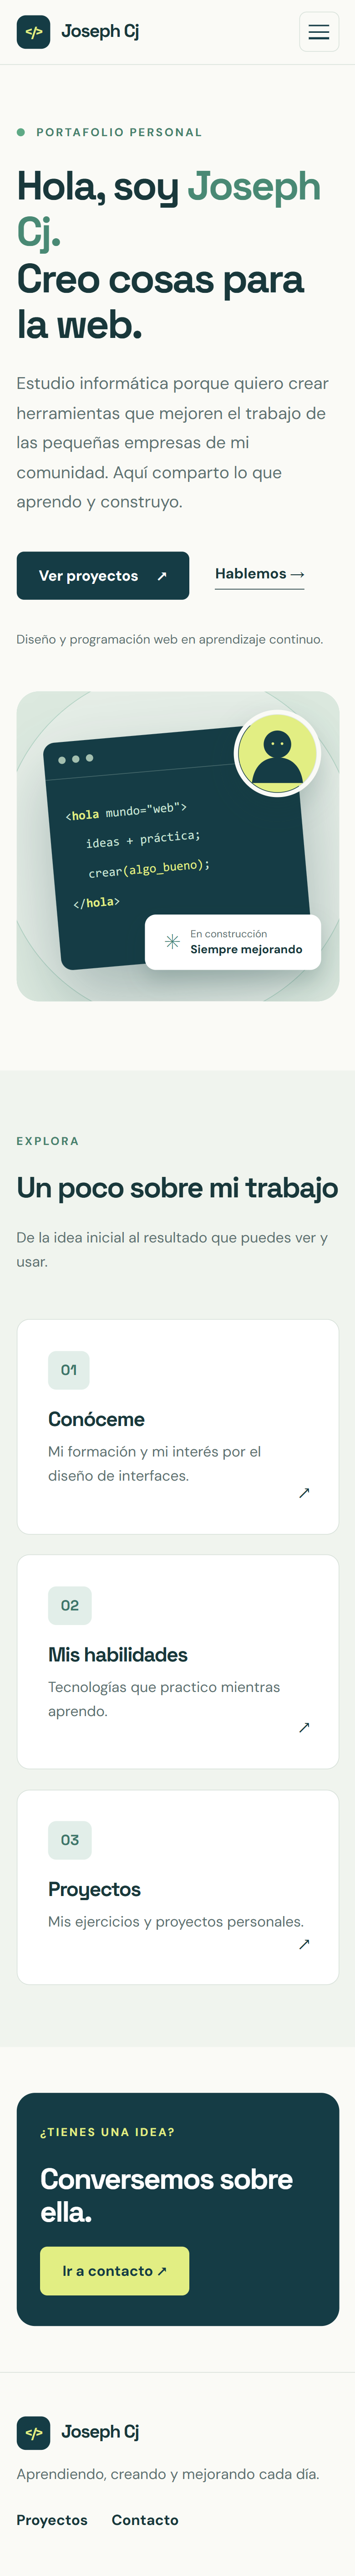 </> Joseph Cj
PORTAFOLIO PERSONAL
Hola, soy Joseph
Cj.
Creo cosas para
la web.
Estudio informática porque quiero crear
herramientas que mejoren el trabajo de
las pequeñas empresas de mi
comunidad. Aquí comparto lo que
aprendo y construyo.
Ver proyectos ↗
Hablemos →
Diseño y programación web en aprendizaje continuo.
<hola mundo="web">
ideas + práctica;
crear(algo_bueno);
</hola>
En construcción
Siempre mejorando
EXPLORA
Un poco sobre mi trabajo
De la idea inicial al resultado que puedes ver y
usar.
01
Conóceme
Mi formación y mi interés por el
diseño de interfaces.
↗
02
Mis habilidades
Tecnologías que practico mientras
aprendo.
↗
03
Proyectos
Mis ejercicios y proyectos personales.
↗
¿TIENES UNA IDEA?
Conversemos sobre
ella.
Ir a contacto ↗
</> Joseph Cj
Aprendiendo, creando y mejorando cada día.
Proyectos Contacto